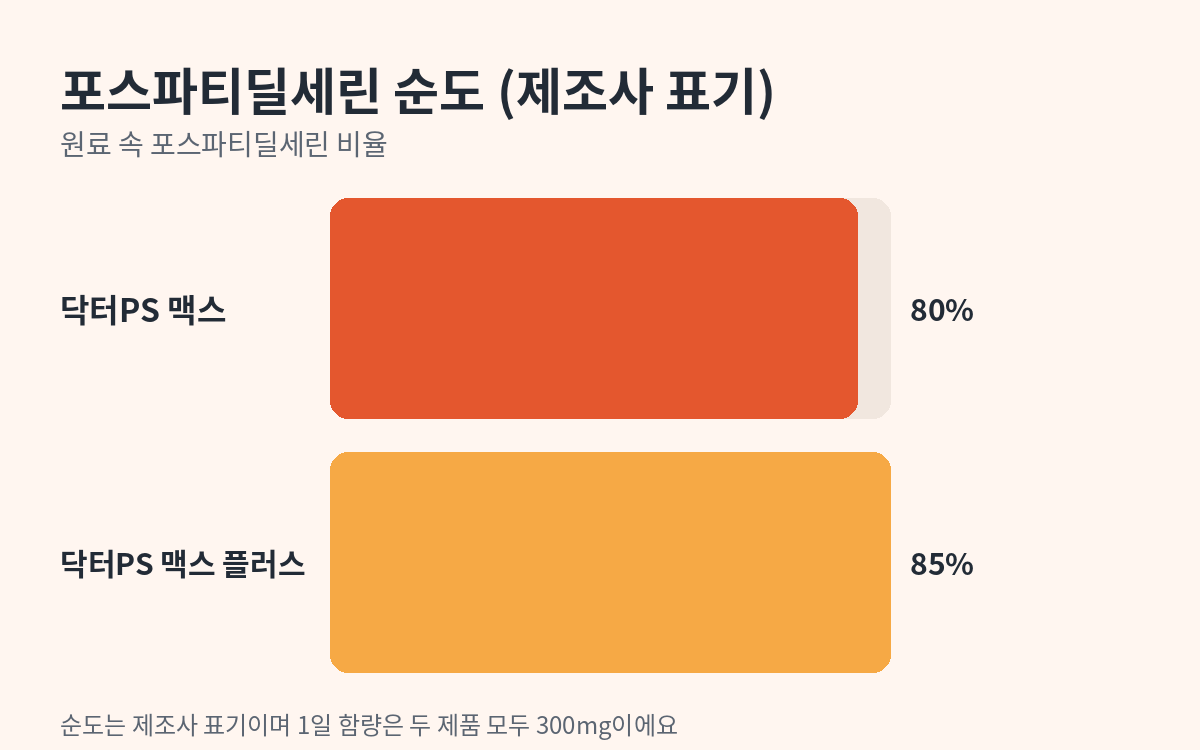 포스파티딜세린 순도 (제조사 표기)
원료 속 포스파티딜세린 비율
닥터PS 맥스
80%
닥터PS 맥스 플러스
85%
순도는 제조사 표기이며 1일 함량은 두 제품 모두 300mg이에요